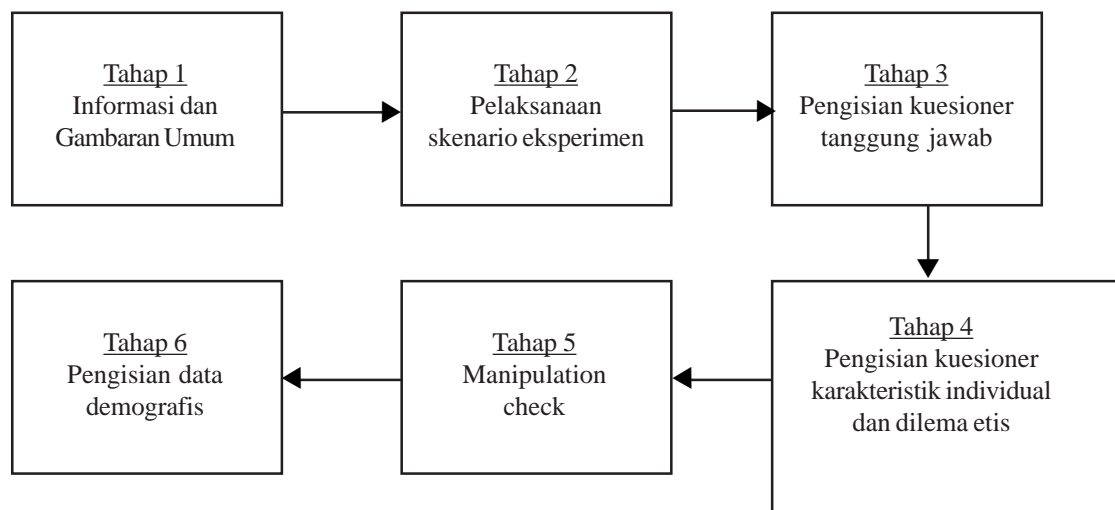 Tahap 1
Informasi dan
Gambaran Umum
Tahap 2
Pelaksanaan
skenario eksperimen
Tahap 3
Pengisian kuesioner
tanggung jawab
Tahap 4
Pengisian kuesioner
karakteristik individual
dan dilema etis
Tahap 5
Manipulation
check
Tahap 6
Pengisian data
demografis